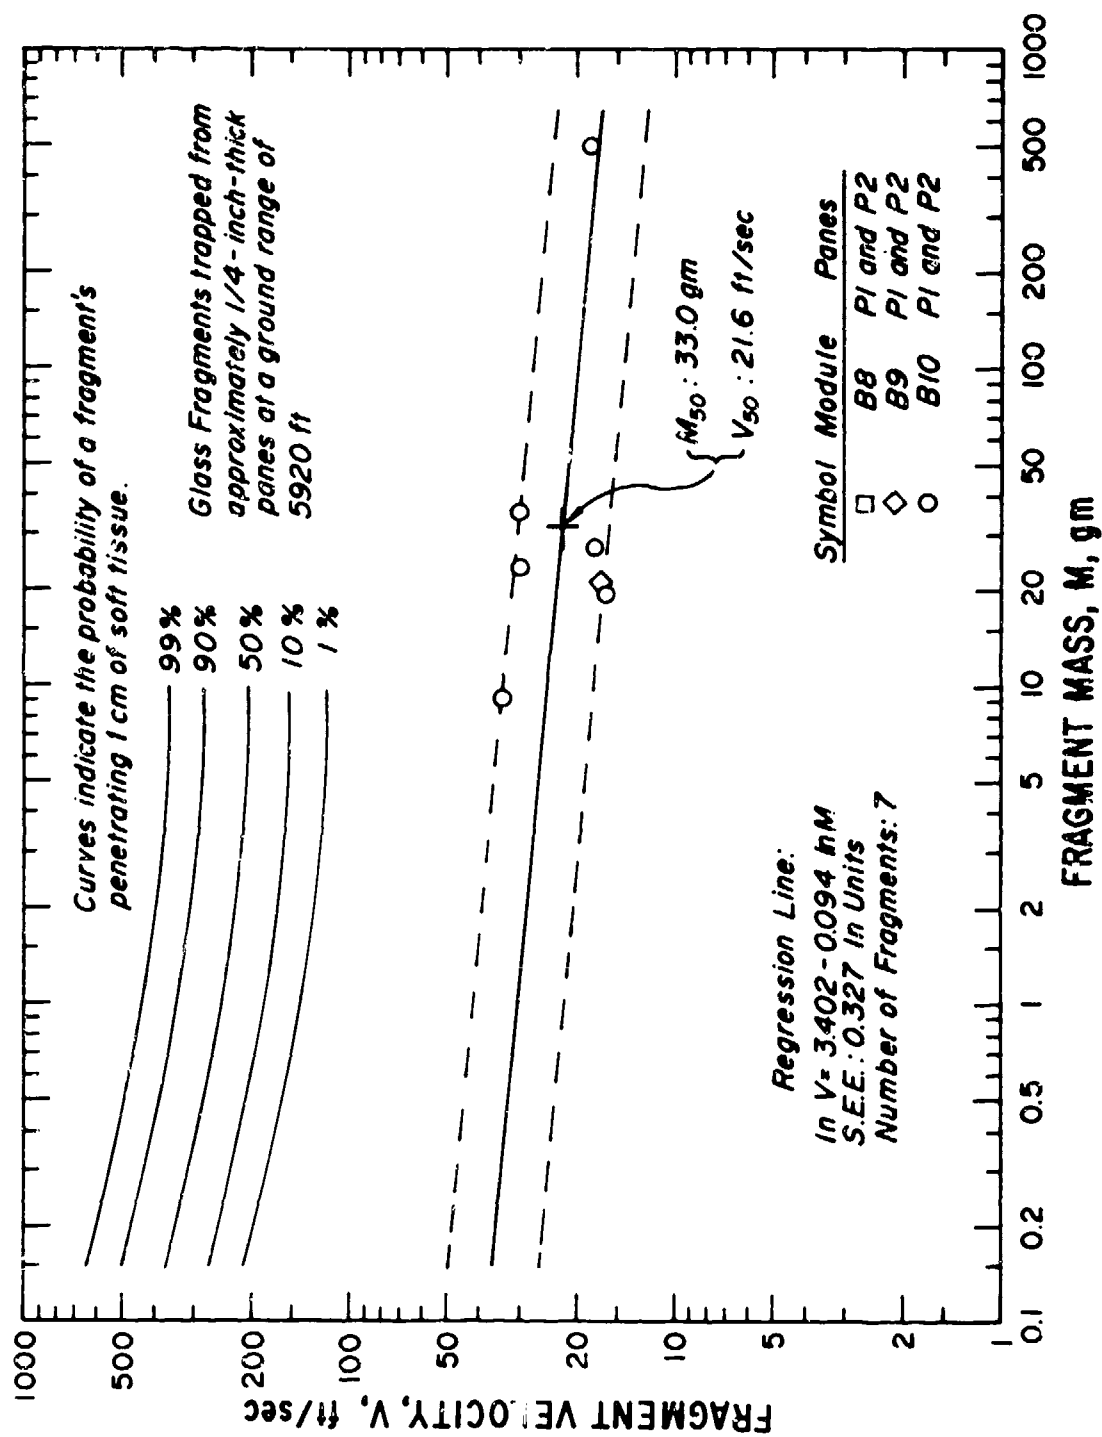 Curves indicate the probability of a fragment's
penetrating 1 cm of soft tissue.
99%
90%
50%
10%
1%
Glass Fragments trapped from
approximately 1/4-inch-thick
panes at a ground range of
5920 ft
M50: 33.0 gm
V50: 21.6 ft/sec
Regression Line:
ln V = 3.402-0.094 lnM
S.E.E.: 0.327 ln Units
Number of Fragments: 7
Symbol Module Panes
□ B8 P1 and P2
◇ B9 P1 and P2
○ B10 P1 and P2
FRAGMENT VELOCITY, V, ft/sec
1000
500
200
100
50
20
10
5
2
1
0.1 0.2 0.5 1 2 5 10 20 50 100 200 500 1000
FRAGMENT MASS, M, gm